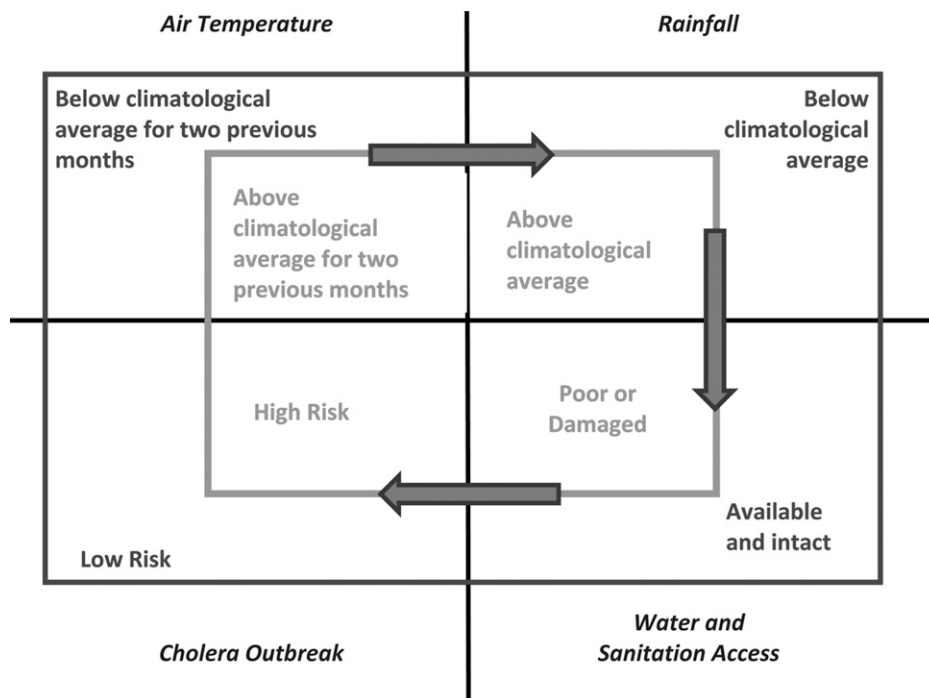 Air Temperature
Rainfall
Below climatological
average for two previous
months
Below
climatological
average
Above
climatological
average for two
previous months
Above
climatological
average
High Risk
Poor or
Damaged
Low Risk
Available
and intact
Cholera Outbreak
Water and
Sanitation Access